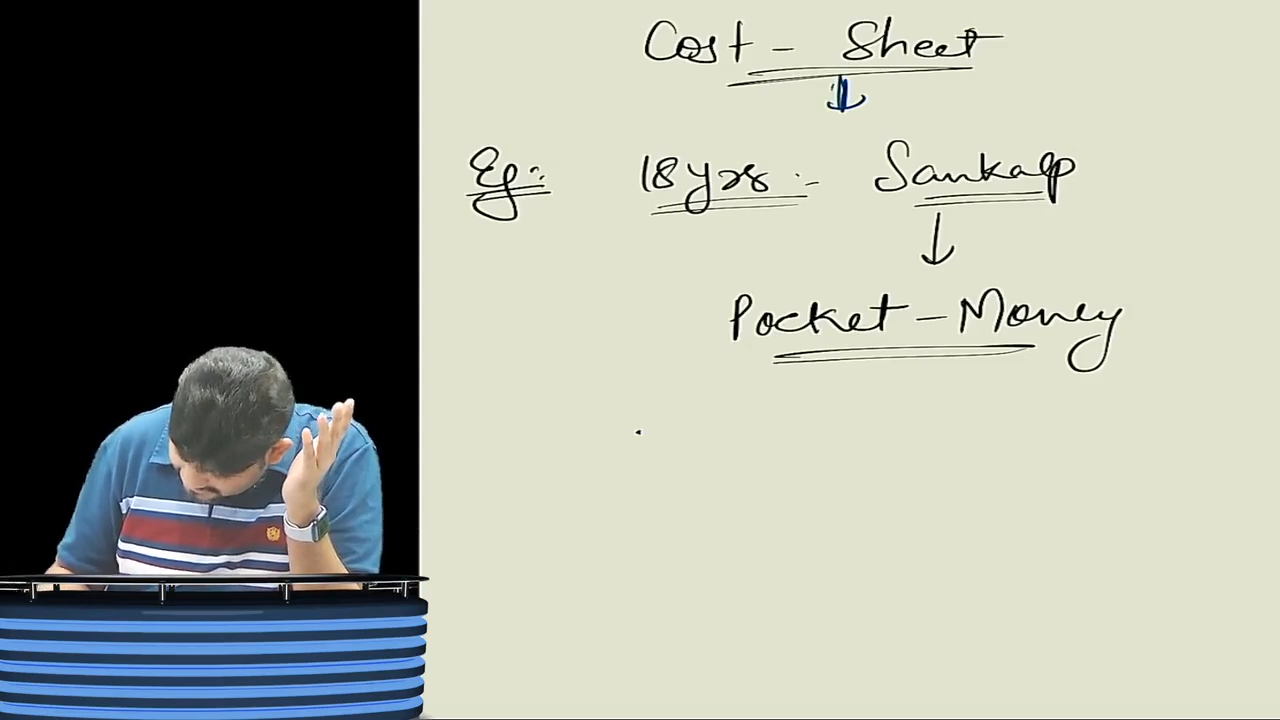 Cost - Sheet
Eg:- 18yrs :- Sankalp
Pocket - Money